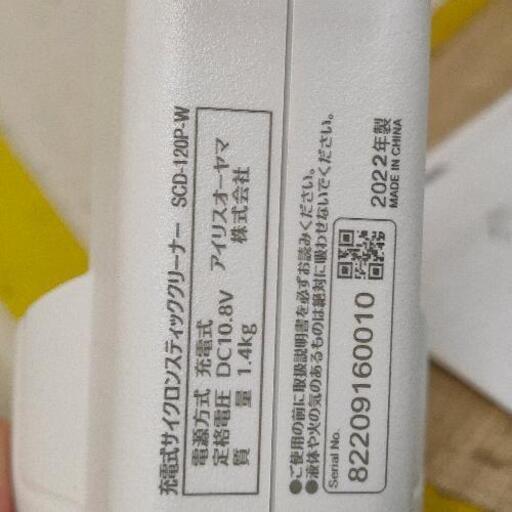 充電式サイクロンスティッククリーナー SCD-120P-W
電源方式 充電式
定格電圧 DC10.8V アイリスオーヤマ
質量 1.4kg 株式会社
●ご使用の前に取扱説明書を必ずお読みください。
●液体や火の気のあるものは絶対に吸わせないでください。
Serial No.
82209160010
2022年製
MADE IN CHINA